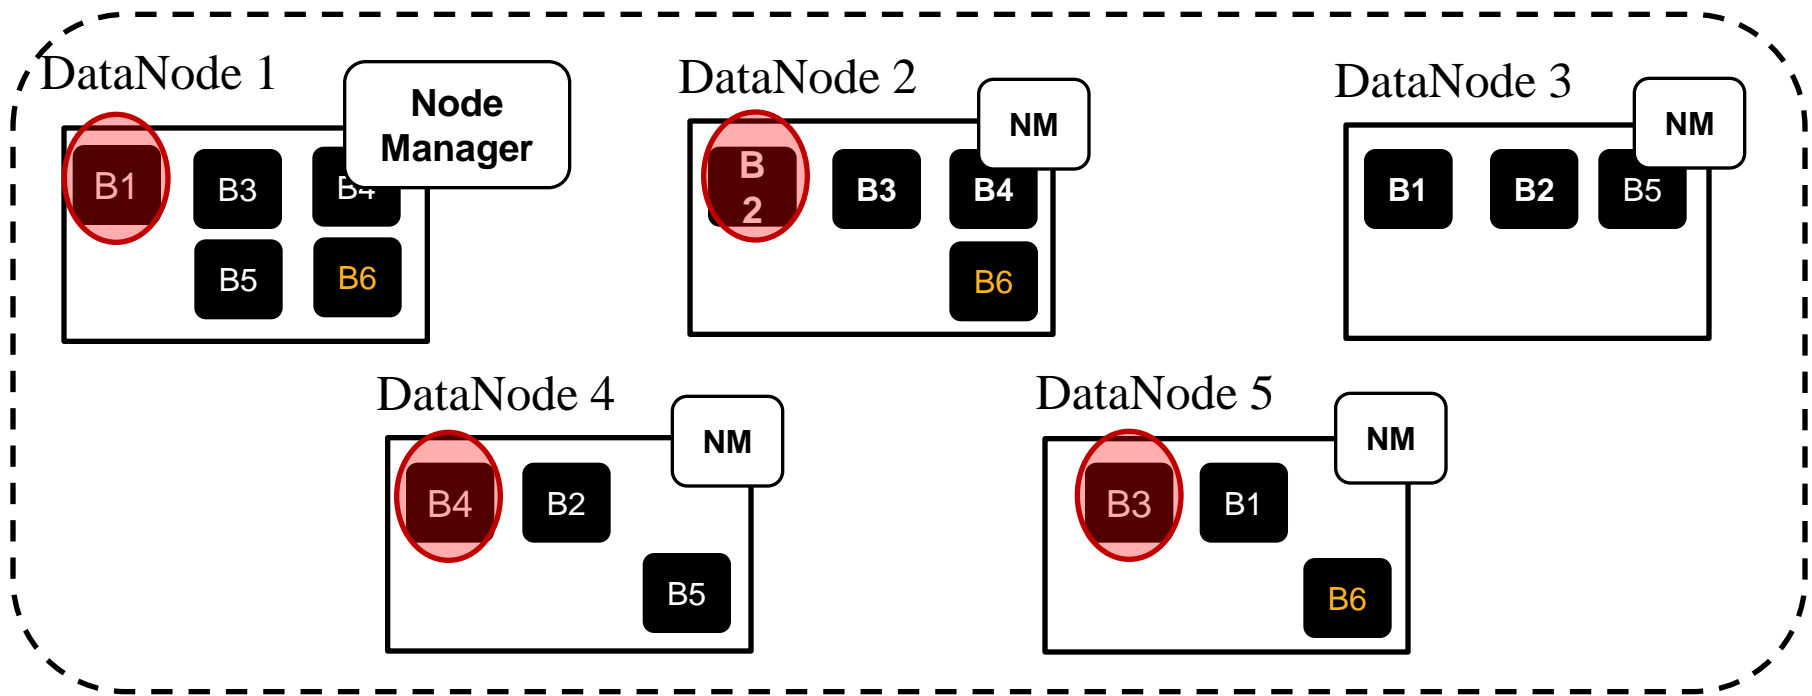 DataNode 1
Node
Manager
B1
B3
B4
B5
B6
DataNode 2
NM
B
2
B3
B4
B6
DataNode 3
NM
B1
B2
B5
DataNode 4
NM
B4
B2
B5
DataNode 5
NM
B3
B1
B6